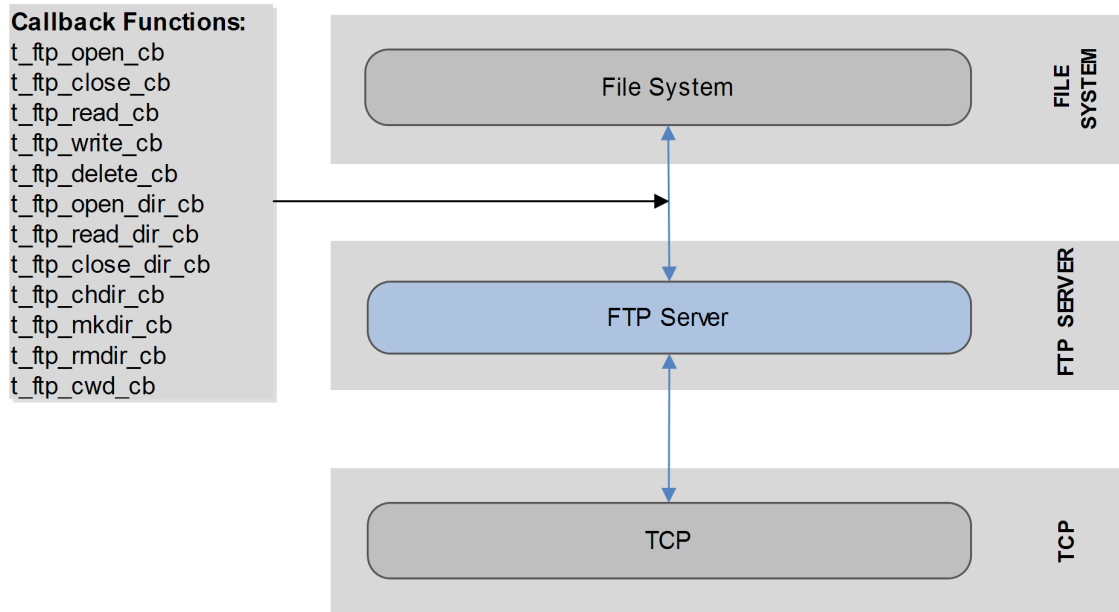 Callback Functions:
t_ftp_open_cb
t_ftp_close_cb
t_ftp_read_cb
t_ftp_write_cb
t_ftp_delete_cb
t_ftp_open_dir_cb
t_ftp_read_dir_cb
t_ftp_close_dir_cb
t_ftp_chdir_cb
t_ftp_mkdir_cb
t_ftp_rmdir_cb
t_ftp_cwd_cb
File System
FILE
SYSTEM
FTP Server
FTP SERVER
TCP
TCP